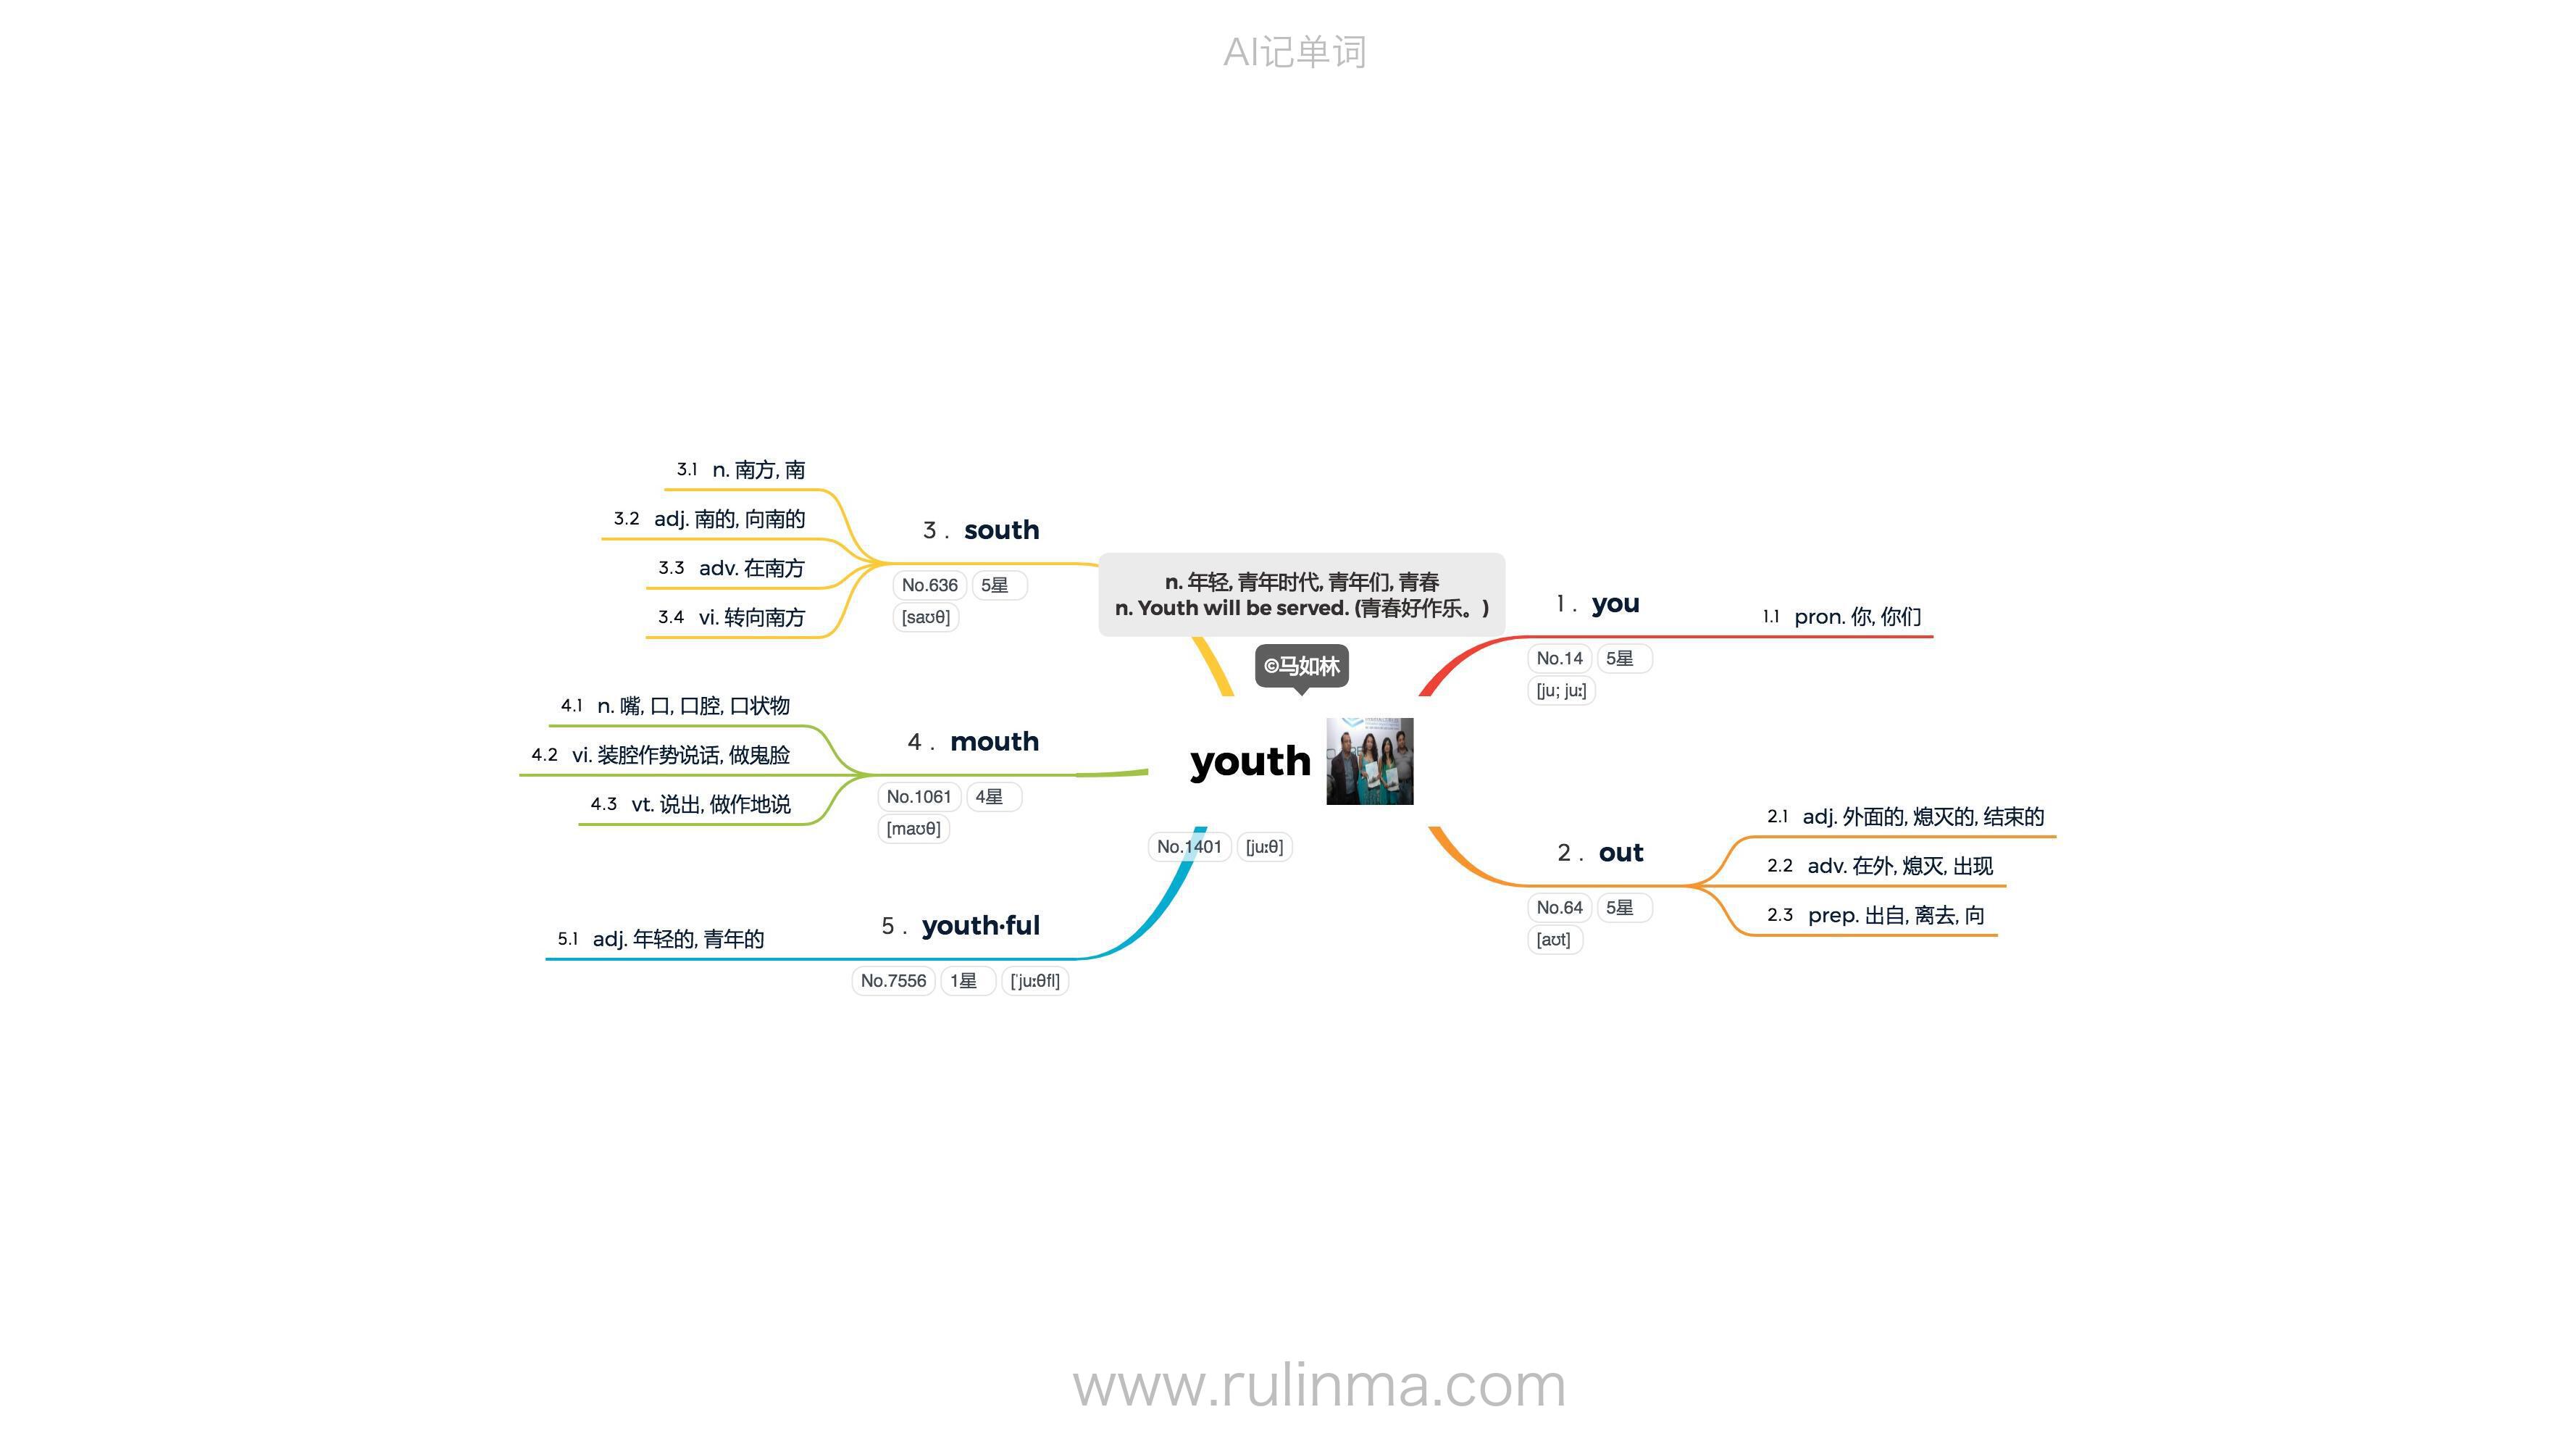 AI记单词
n. 年轻, 青年时代, 青年们, 青春
n. Youth will be served. (青春好作乐。)
©马如林
youth
No.1401 [juːθ]
1. you
No.14 5星
[ju; juː]
1.1 pron. 你, 你们
2. out
No.64 5星
[aʊt]
2.1 adj. 外面的, 熄灭的, 结束的
2.2 adv. 在外, 熄灭, 出现
2.3 prep. 出自, 离去, 向
3. south
No.636 5星
[saʊθ]
3.1 n. 南方, 南
3.2 adj. 南的, 向南的
3.3 adv. 在南方
3.4 vi. 转向南方
4. mouth
No.1061 4星
[maʊθ]
4.1 n. 嘴, 口, 口腔, 口状物
4.2 vi. 装腔作势说话, 做鬼脸
4.3 vt. 说出, 做作地说
5. youth·ful
No.7556 1星 [ˈjuːθfl]
5.1 adj. 年轻的, 青年的
www.rulinma.com